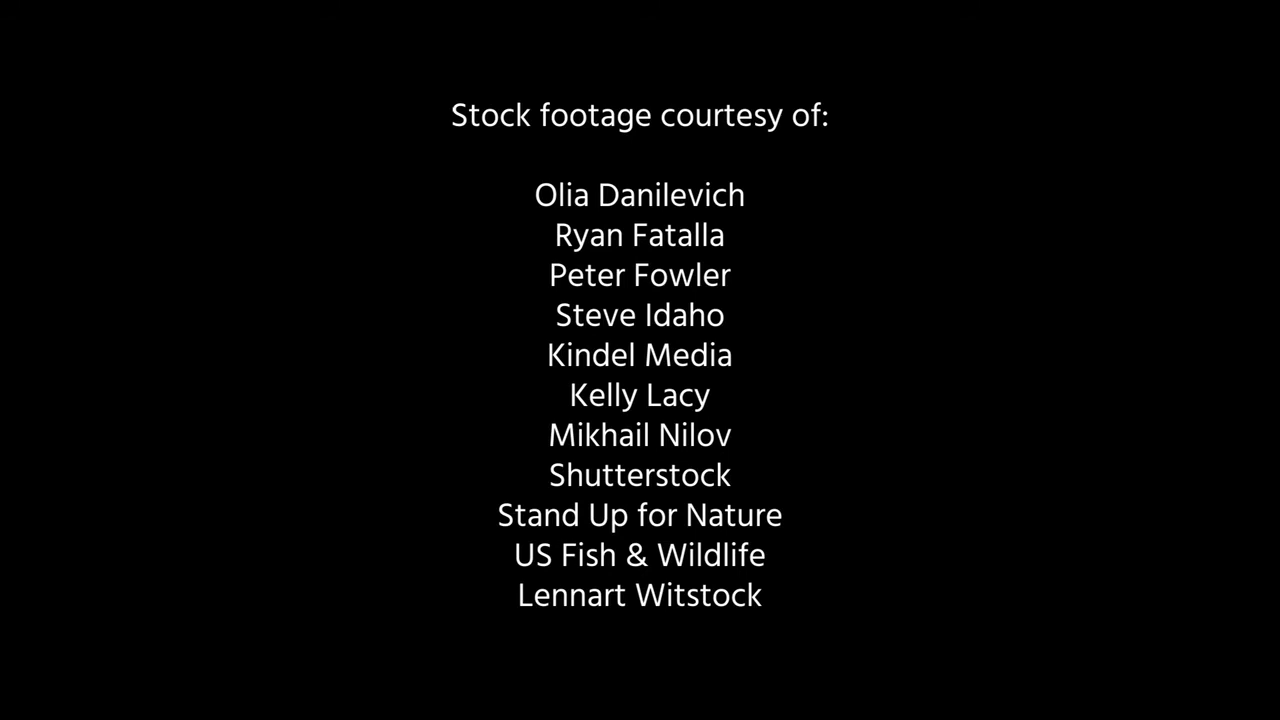 Stock footage courtesy of:
Olia Danilevich
Ryan Fatalla
Peter Fowler
Steve Idaho
Kindel Media
Kelly Lacy
Mikhail Nilov
Shutterstock
Stand Up for Nature
US Fish & Wildlife
Lennart Witstock